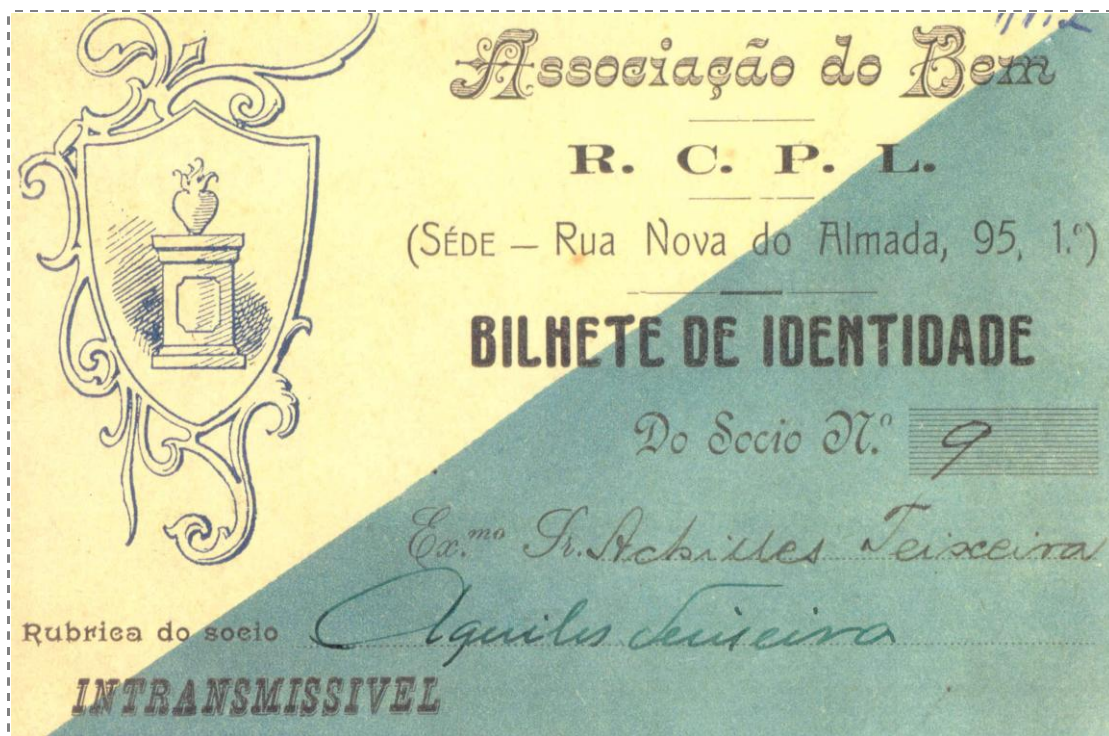 Associação do Bem
R. C. P. L.
(SÉDE — Rua Nova do Almada, 95, 1.º)
BILHETE DE IDENTIDADE
Do Socio N.º 9
Ex.mo Sr. Achilles Teixeira
Rubrica do socio Aquiles Teixeira
INTRANSMISSIVEL